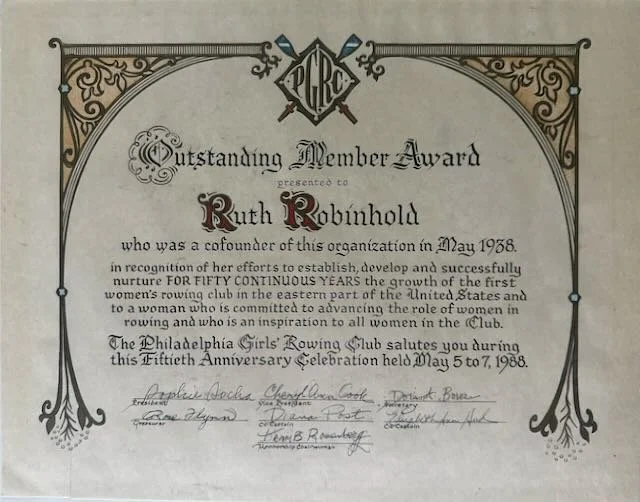 PGRC
Outstanding Member Award
presented to
Ruth Robinhold
who was a cofounder of this organization in May 1938.
in recognition of her efforts to establish, develop and successfully
nurture FOR FIFTY CONTINUOUS YEARS the growth of the first
women's rowing club in the eastern part of the United States and
to a woman who is committed to advancing the role of women in
rowing and who is an inspiration to all women in the Club.
The Philadelphia Girls' Rowing Club salutes you during
this Fiftieth Anniversary Celebration held May 5 to 7, 1988.
Sophie Cheryl Ann Cook
President Vice President Secretary
Rose Flynn Diana Post
Treasurer Co-Captain Co-Captain
Membership Chairwoman